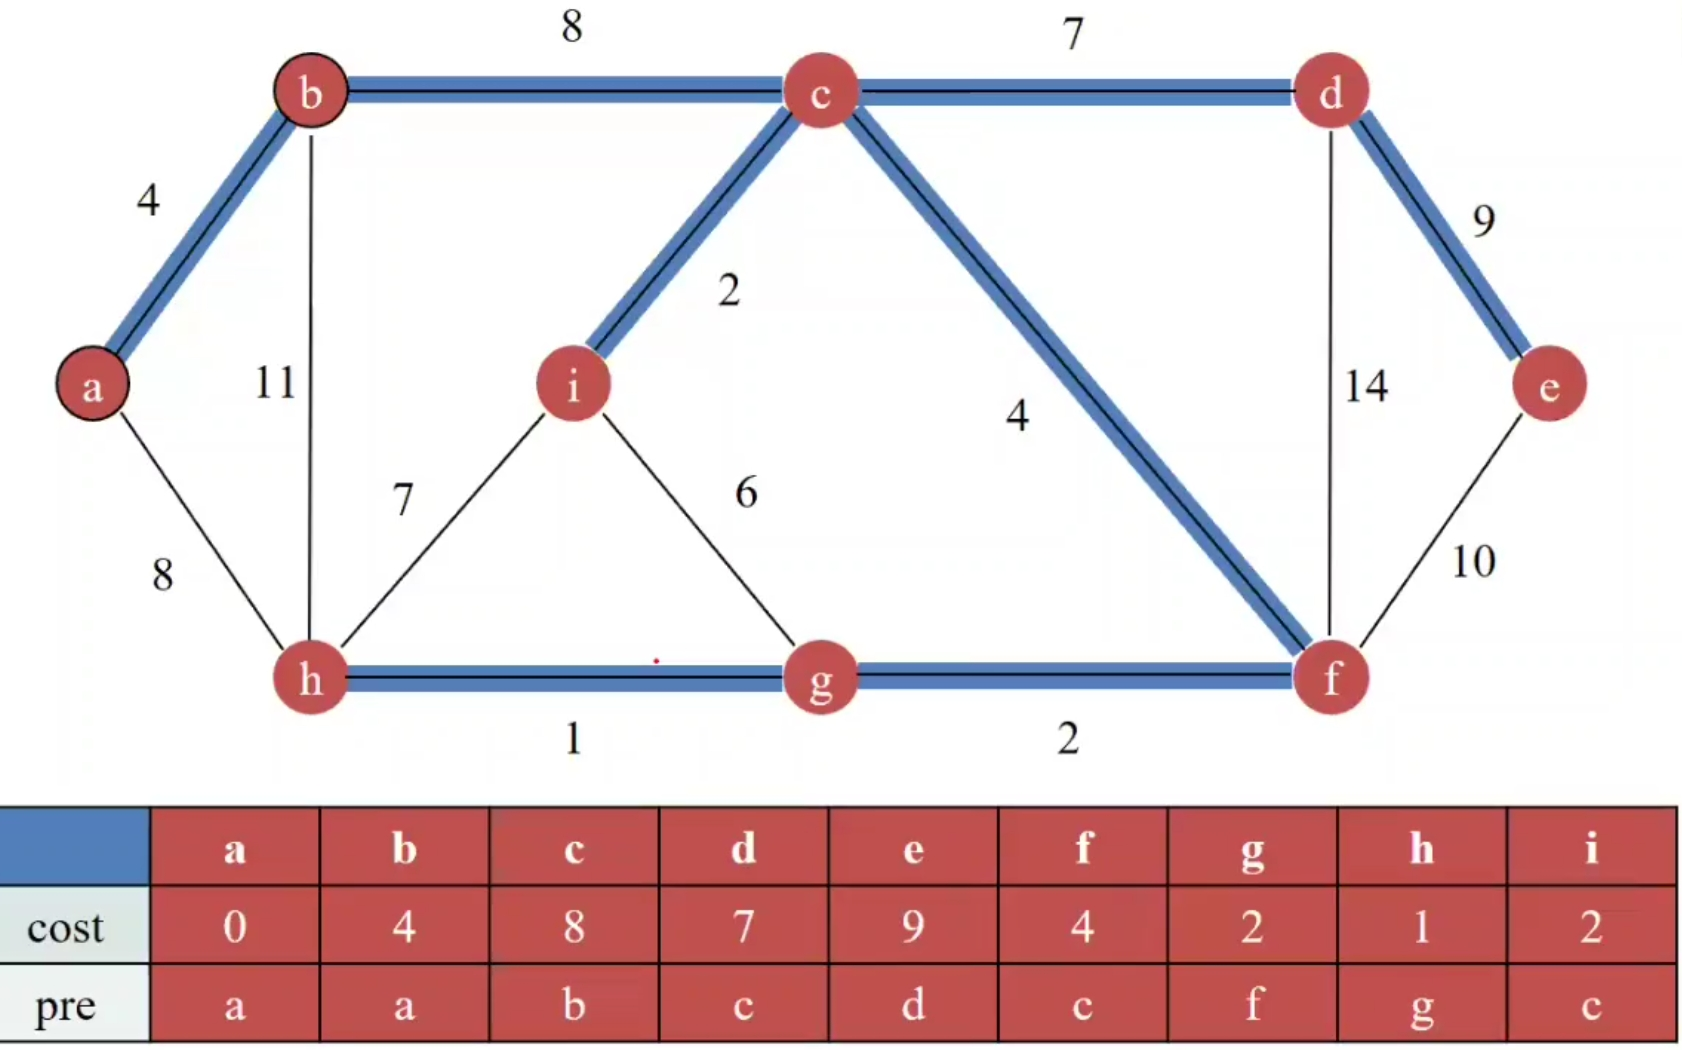 8 7
b c d
4 9
2
a 11 i 4 14 e
7 6
8 10
h g f
1 2
a b c d e f g h i
cost 0 4 8 7 9 4 2 1 2
pre a a b c d c f g c